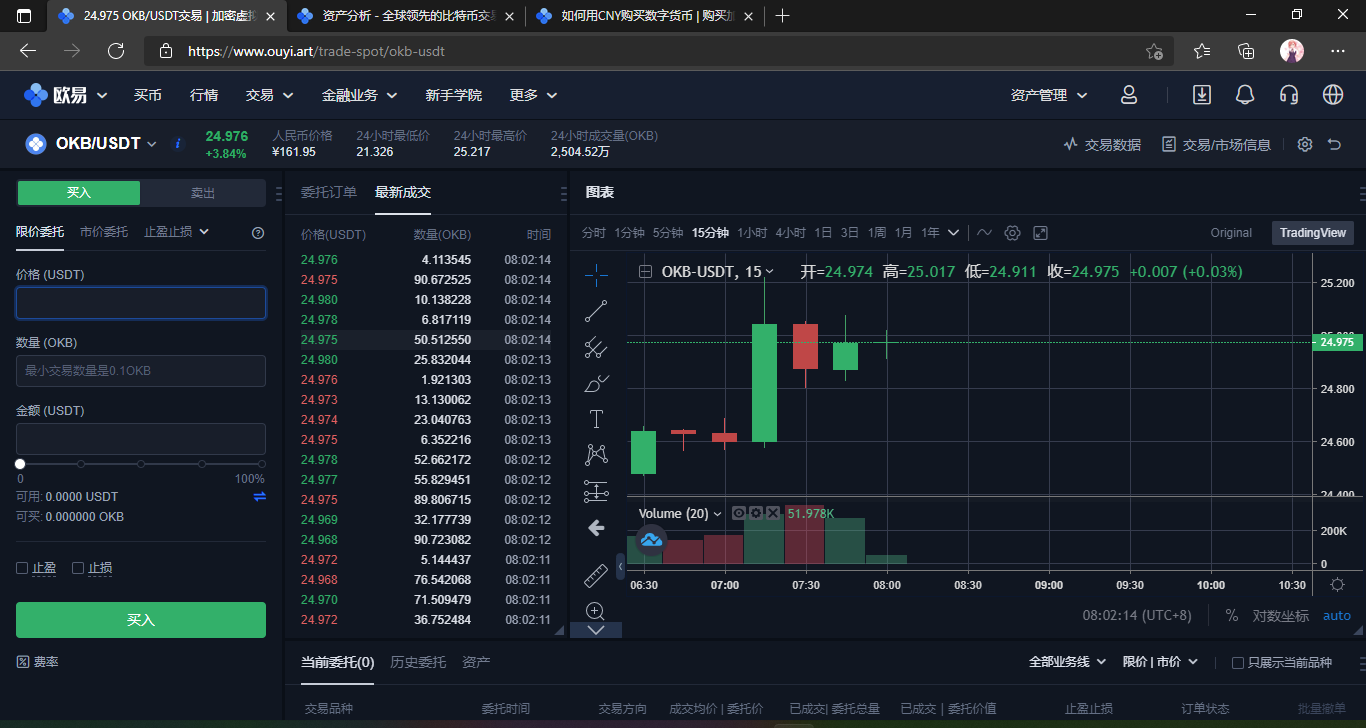 24.975 OKB/USDT交易 | 加密虚拟
资产分析 - 全球领先的比特币交易
如何用CNY购买数字货币 | 购买加
https://www.ouyi.art/trade-spot/okb-usdt
欧易 买币 行情 交易 金融业务 新手学院 更多 资产管理
OKB/USDT i 24.976 人民币价格 24小时最低价 24小时最高价 24小时成交量(OKB) 交易数据 交易/市场信息
+3.84% ¥161.95 21.326 25.217 2,504.52万
买入 卖出
限价委托 市价委托 止盈止损
价格 (USDT)
数量 (OKB)
最小交易数量是0.1OKB
金额 (USDT)
0 100%
可用: 0.0000 USDT
可买: 0.000000 OKB
止盈 止损
买入
费率
委托订单 最新成交
价格(USDT) 数量(OKB) 时间
24.976 4.113545 08:02:14
24.975 90.672525 08:02:14
24.980 10.138228 08:02:14
24.978 6.817119 08:02:14
24.975 50.512550 08:02:14
24.980 25.832044 08:02:13
24.976 1.921303 08:02:13
24.973 13.130062 08:02:13
24.974 23.040763 08:02:13
24.975 6.352216 08:02:13
24.978 52.662172 08:02:12
24.977 55.829451 08:02:12
24.975 89.806715 08:02:12
24.969 32.177739 08:02:12
24.968 90.723082 08:02:12
24.972 5.144437 08:02:11
24.968 76.542068 08:02:11
24.970 71.509479 08:02:11
24.972 36.752484 08:02:11
图表
分时 1分钟 5分钟 15分钟 1小时 4小时 1日 3日 1周 1月 1年 Original TradingView
OKB-USDT, 15 开=24.974 高=25.017 低=24.911 收=24.975 +0.007 (+0.03%)
25.200
24.975
24.800
24.600
24.400
Volume (20) 51.978K
200K
0
06:30 07:00 07:30 08:00 08:30 09:00 09:30 10:00 10:30
08:02:14 (UTC+8) % 对数坐标 auto
当前委托(0) 历史委托 资产 全部业务线 限价 | 市价 只展示当前品种
交易品种 委托时间 交易方向 成交均价 | 委托价 已成交 | 委托总量 已成交 | 委托价值 止盈止损 订单状态 批量撤单